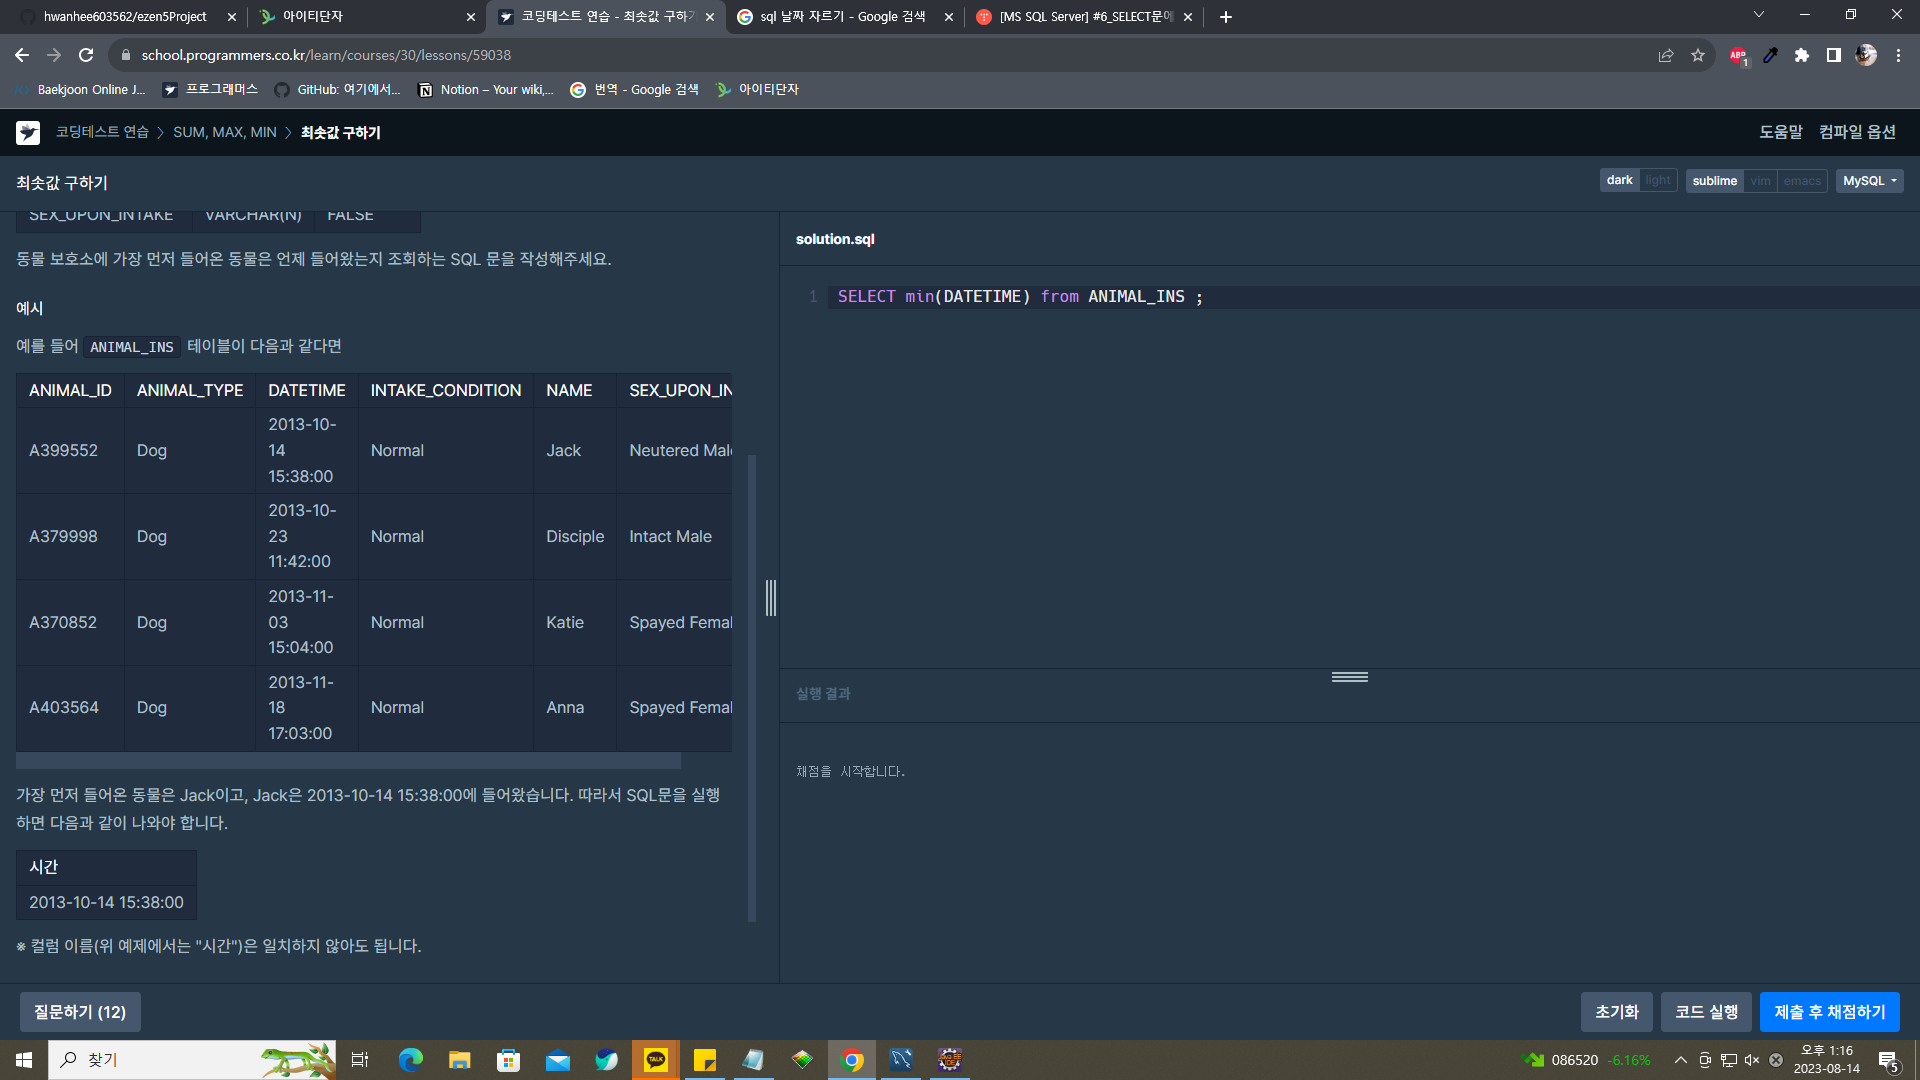 hwanhee603562/ezen5Project
아이티단자
코딩테스트 연습 - 최솟값 구하기
sql 날짜 자르기 - Google 검색
[MS SQL Server] #6_SELECT문에
school.programmers.co.kr/learn/courses/30/lessons/59038
ABP
1
Baekjoon Online J...
프로그래머스
GitHub: 여기에서...
Notion – Your wiki,...
번역 - Google 검색
아이티단자
코딩테스트 연습
SUM, MAX, MIN
최솟값 구하기
도움말
컴파일 옵션
최솟값 구하기
dark
light
sublime
vim
emacs
MySQL
SEX_UPON_INTAKE VARCHAR(N) FALSE
동물 보호소에 가장 먼저 들어온 동물은 언제 들어왔는지 조회하는 SQL 문을 작성해주세요.
예시
예를 들어 ANIMAL_INS 테이블이 다음과 같다면
ANIMAL_ID ANIMAL_TYPE DATETIME INTAKE_CONDITION NAME SEX_UPON_IN
A399552 Dog 2013-10-14 15:38:00 Normal Jack Neutered Male
A379998 Dog 2013-10-23 11:42:00 Normal Disciple Intact Male
A370852 Dog 2013-11-03 15:04:00 Normal Katie Spayed Femal
A403564 Dog 2013-11-18 17:03:00 Normal Anna Spayed Femal
가장 먼저 들어온 동물은 Jack이고, Jack은 2013-10-14 15:38:00에 들어왔습니다. 따라서 SQL문을 실행
하면 다음과 같이 나와야 합니다.
시간
2013-10-14 15:38:00
※ 컬럼 이름(위 예제에서는 "시간")은 일치하지 않아도 됩니다.
solution.sql
1 SELECT min(DATETIME) from ANIMAL_INS ;
실행 결과
채점을 시작합니다.
질문하기 (12)
초기화
코드 실행
제출 후 채점하기
찾기
TALK
086520 -6.16%
오후 1:16
2023-08-14
5